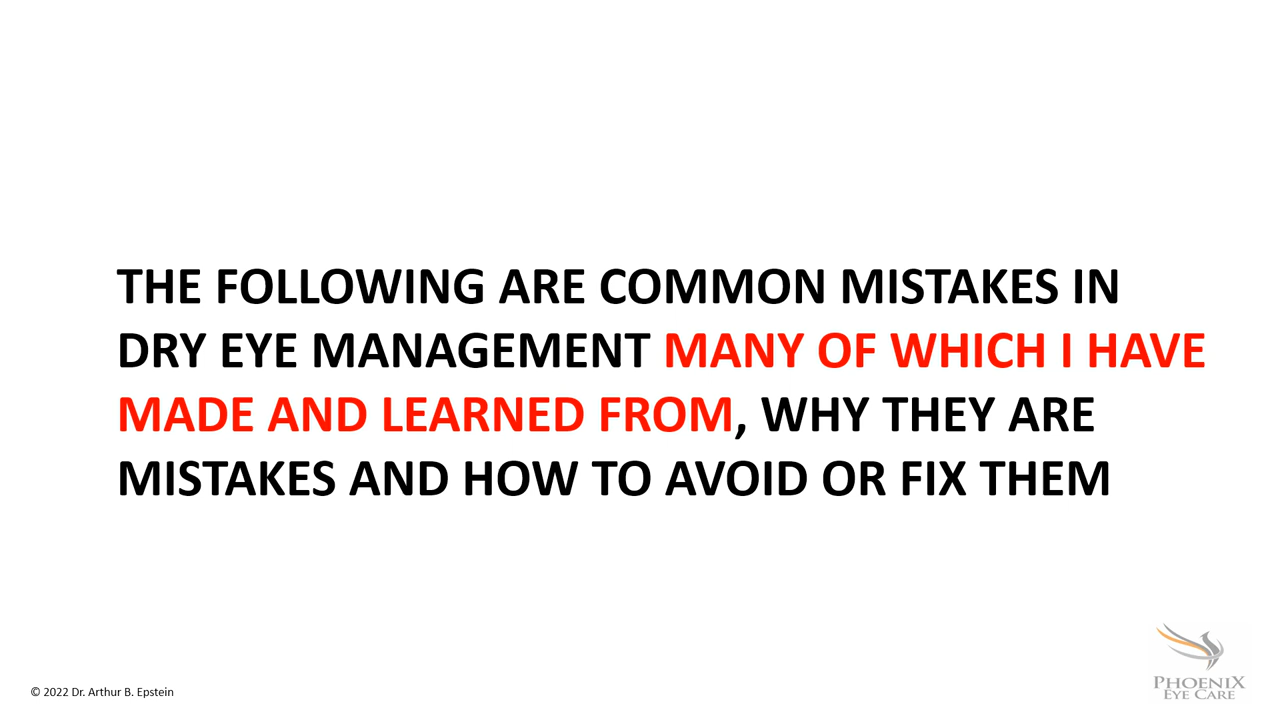 THE FOLLOWING ARE COMMON MISTAKES IN
DRY EYE MANAGEMENT MANY OF WHICH I HAVE
MADE AND LEARNED FROM, WHY THEY ARE
MISTAKES AND HOW TO AVOID OR FIX THEM
© 2022 Dr. Arthur B. Epstein
PHOENIX
EYE CARE